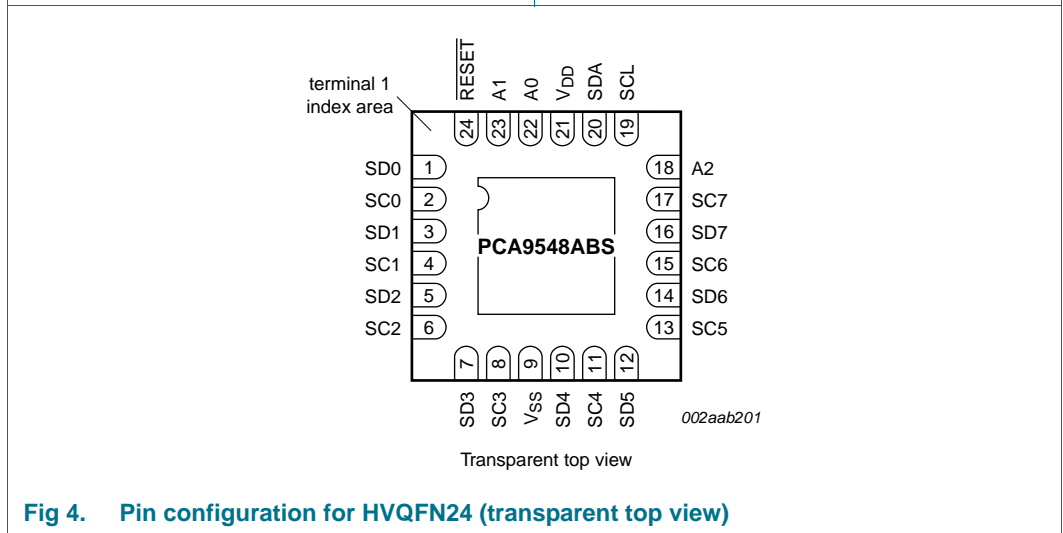 terminal 1
index area
RESET
A1
A0
VDD
SDA
SCL
24
23
22
21
20
19
SD0 1
SC0 2
SD1 3
SC1 4
SD2 5
SC2 6
18 A2
17 SC7
16 SD7
15 SC6
14 SD6
13 SC5
PCA9548ABS
7
8
9
10
11
12
SD3
SC3
VSS
SD4
SC4
SD5
002aab201
Transparent top view
Fig 4. Pin configuration for HVQFN24 (transparent top view)